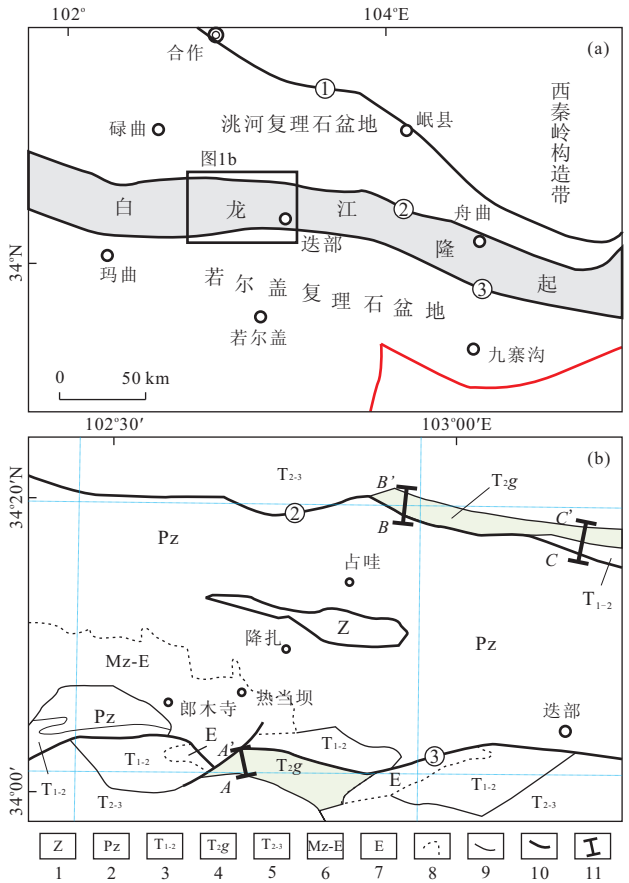 102° 104°E
合作
(a)
①
西秦岭构造带
洮河复理石盆地
岷县
碌曲
图1b
白龙江隆起
②
舟曲
迭部
34°N
玛曲
③
若尔盖复理石盆地
若尔盖
九寨沟
0 50 km
102°30′ 103°00′E
(b)
34°20′N
T2-3
B′
T2g
②
B
C′
Pz
C
占哇
T1-2
Z
降扎
Pz
Mz-E
热当坝
郎木寺
迭部
Pz
E
A′
T1-2
③
T1-2
T1-2
T2g
E
T1-2
A
T2-3
T2-3
34°00′
Z Pz T1-2 T2g T2-3 Mz-E E
1 2 3 4 5 6 7 8 9 10 11